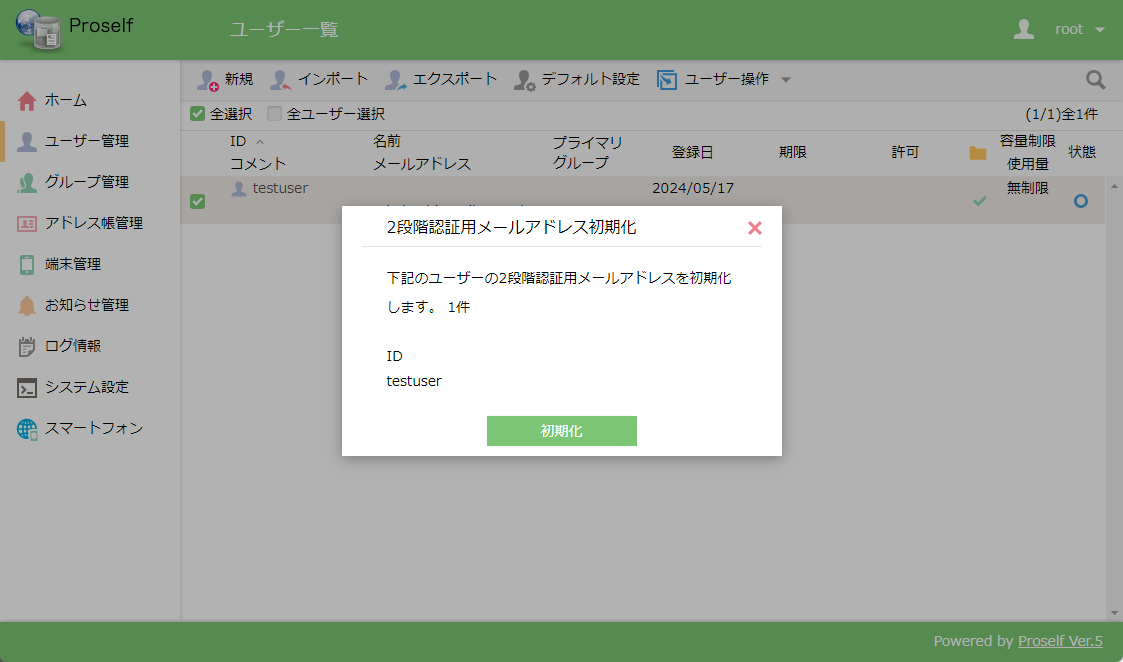 Proself
ユーザー一覧
root
新規 インポート エクスポート デフォルト設定 ユーザー操作
全選択 全ユーザー選択 (1/1)全1件
ホーム
ユーザー管理
グループ管理
アドレス帳管理
端末管理
お知らせ管理
ログ情報
システム設定
スマートフォン
ID 名前 プライマリ 容量制限
コメント メールアドレス グループ 登録日 期限 許可 使用量 状態
testuser 2024/05/17 無制限
2段階認証用メールアドレス初期化
下記のユーザーの2段階認証用メールアドレスを初期化
します。 1件
ID
testuser
初期化
Powered by Proself Ver.5